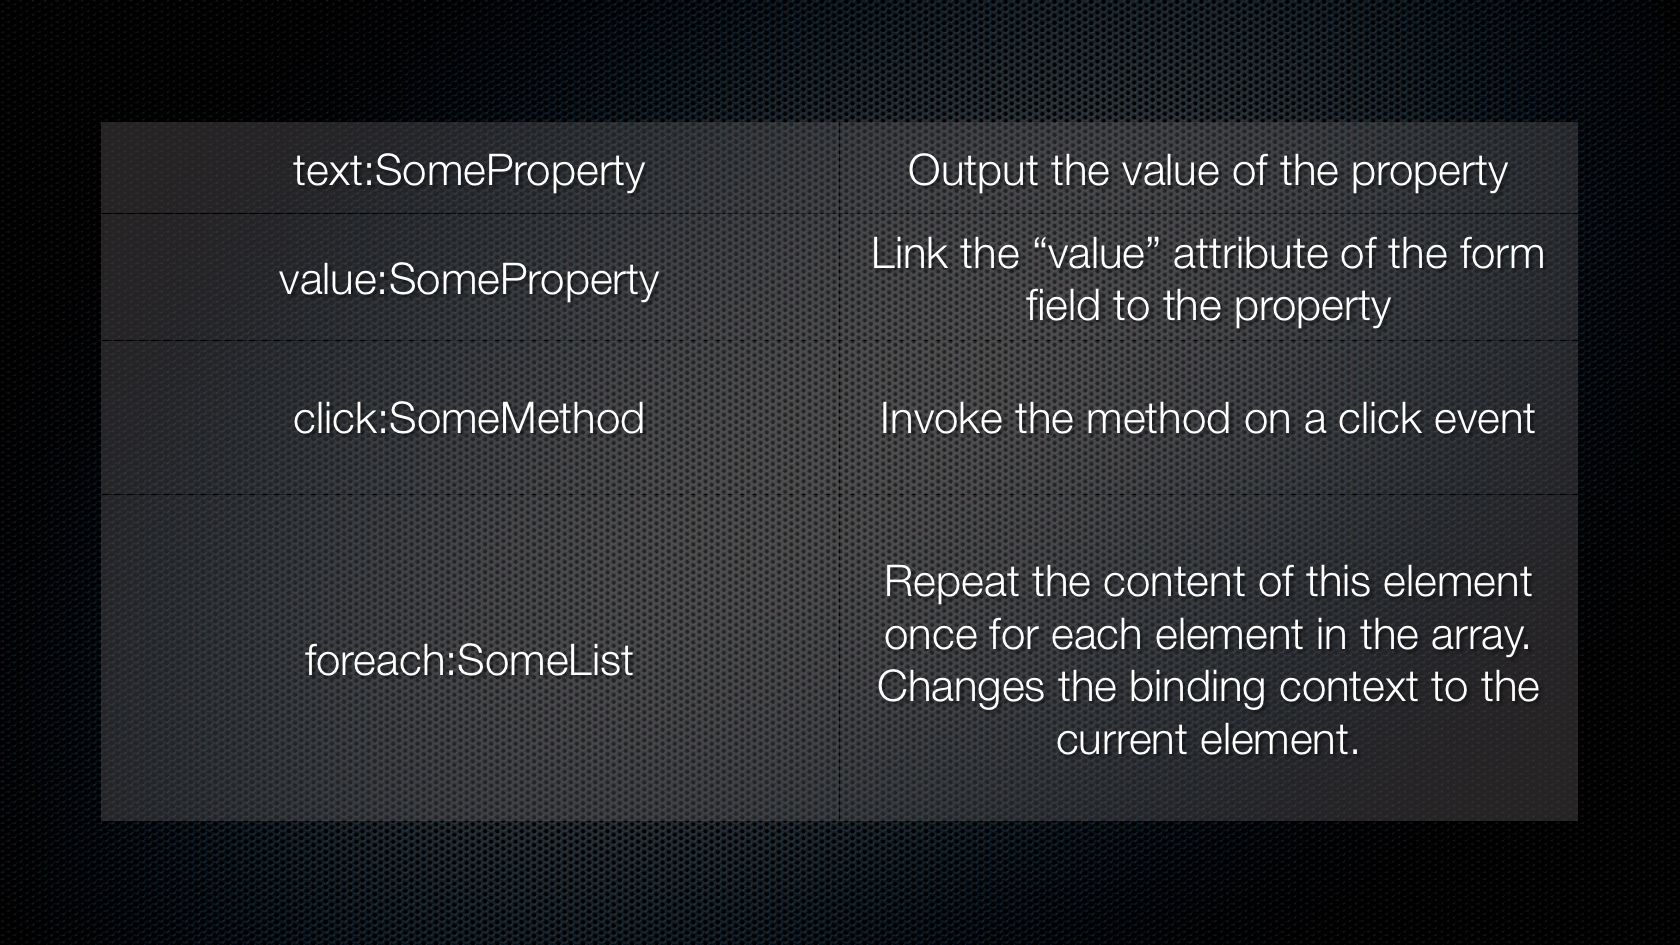 text:SomeProperty
Output the value of the property
value:SomeProperty
Link the “value” attribute of the form
field to the property
click:SomeMethod
Invoke the method on a click event
foreach:SomeList
Repeat the content of this element
once for each element in the array.
Changes the binding context to the
current element.